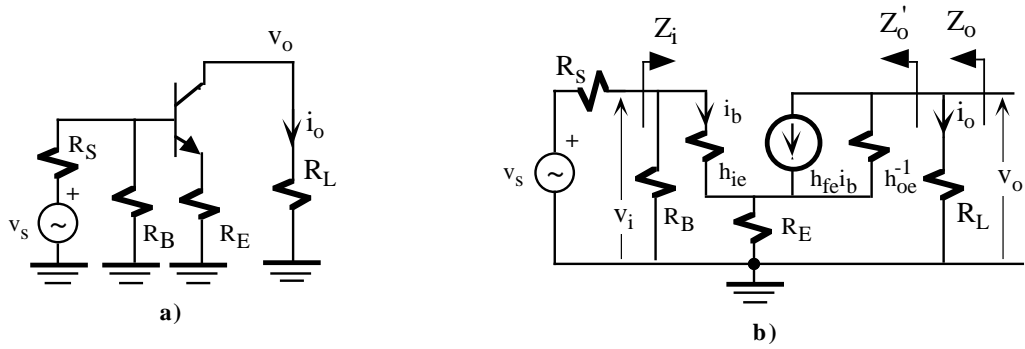 v_o
i_o
R_S
R_L
+
v_s
~
R_B
R_E
a)
Z_i
Z_o'
Z_o
R_S
i_b
i_o
+
v_s
~
h_ie
h_fe i_b
h_oe^-1
v_i
R_B
R_E
R_L
v_o
b)